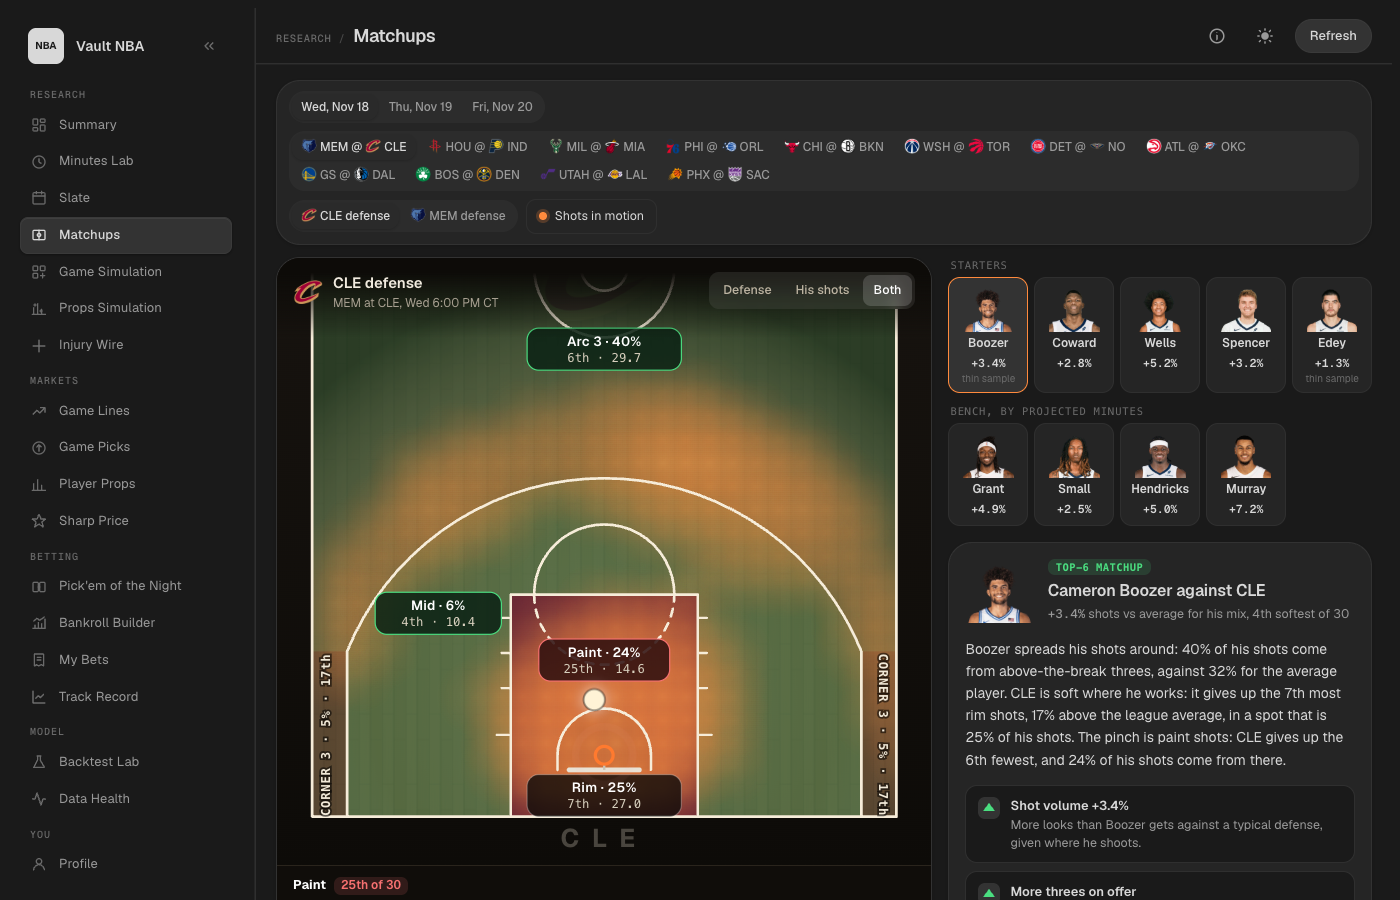 NBA
Vault NBA
RESEARCH
Summary
Minutes Lab
Slate
Matchups
Game Simulation
Props Simulation
Injury Wire
MARKETS
Game Lines
Game Picks
Player Props
Sharp Price
BETTING
Pick'em of the Night
Bankroll Builder
My Bets
Track Record
MODEL
Backtest Lab
Data Health
YOU
Profile
RESEARCH / Matchups
Refresh
Wed, Nov 18 Thu, Nov 19 Fri, Nov 20
MEM @ CLE HOU @ IND MIL @ MIA PHI @ ORL CHI @ BKN WSH @ TOR DET @ NO ATL @ OKC
GS @ DAL BOS @ DEN UTAH @ LAL PHX @ SAC
CLE defense MEM defense Shots in motion
CLE defense
MEM at CLE, Wed 6:00 PM CT
Defense His shots Both
Arc 3 · 40%
6th · 29.7
Mid · 6%
4th · 10.4
Paint · 24%
25th · 14.6
CORNER 3 · 5% · 17th
CORNER 3 · 5% · 17th
Rim · 25%
7th · 27.0
CLE
Paint 25th of 30
STARTERS
Boozer Coward Wells Spencer Edey
+3.4% +2.8% +5.2% +3.2% +1.3%
thin sample thin sample
BENCH, BY PROJECTED MINUTES
Grant Small Hendricks Murray
+4.9% +2.5% +5.0% +7.2%
TOP-6 MATCHUP
Cameron Boozer against CLE
+3.4% shots vs average for his mix, 4th softest of 30
Boozer spreads his shots around: 40% of his shots come
from above-the-break threes, against 32% for the average
player. CLE is soft where he works: it gives up the 7th most
rim shots, 17% above the league average, in a spot that is
25% of his shots. The pinch is paint shots: CLE gives up the
6th fewest, and 24% of his shots come from there.
Shot volume +3.4%
More looks than Boozer gets against a typical defense,
given where he shoots.
More threes on offer